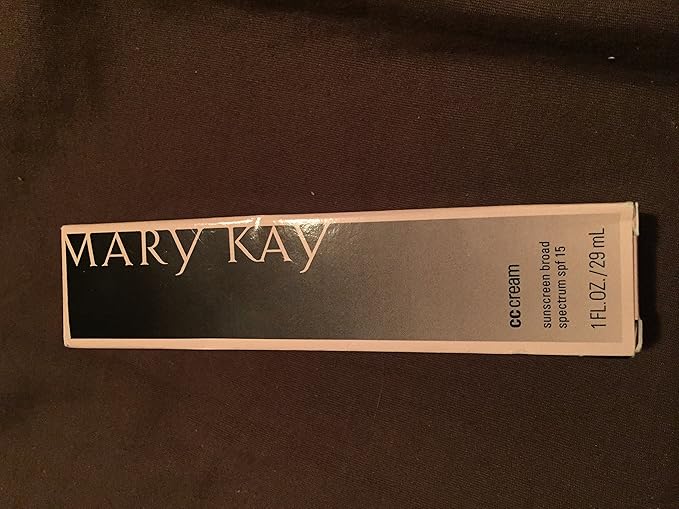 MARY KAY
cc cream
sunscreen broad
spectrum spf 15
1 FL.OZ./29 mL